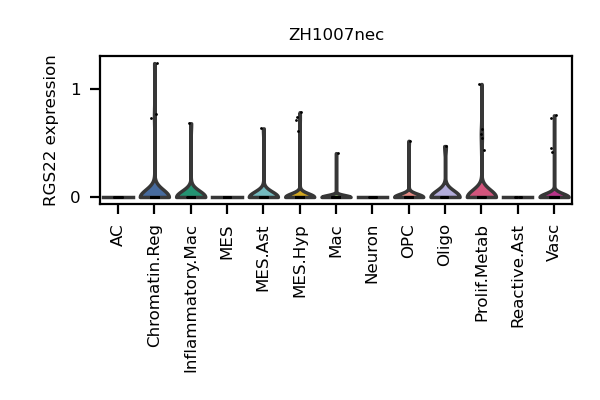 ZH1007nec
RGS22 expression
1
0
AC
Chromatin.Reg
Inflammatory.Mac
MES
MES.Ast
MES.Hyp
Mac
Neuron
OPC
Oligo
Prolif.Metab
Reactive.Ast
Vasc